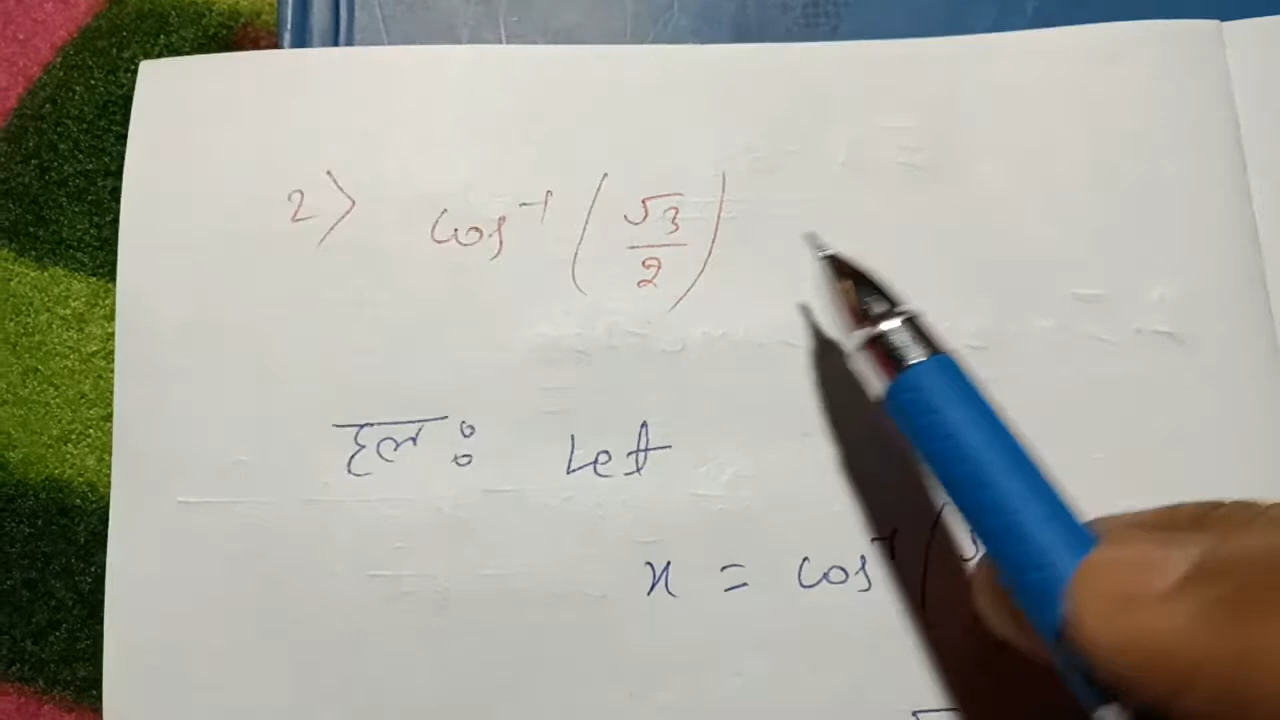 2) cos⁻¹ (√3/2)
हल: Let
x = cos⁻¹ (